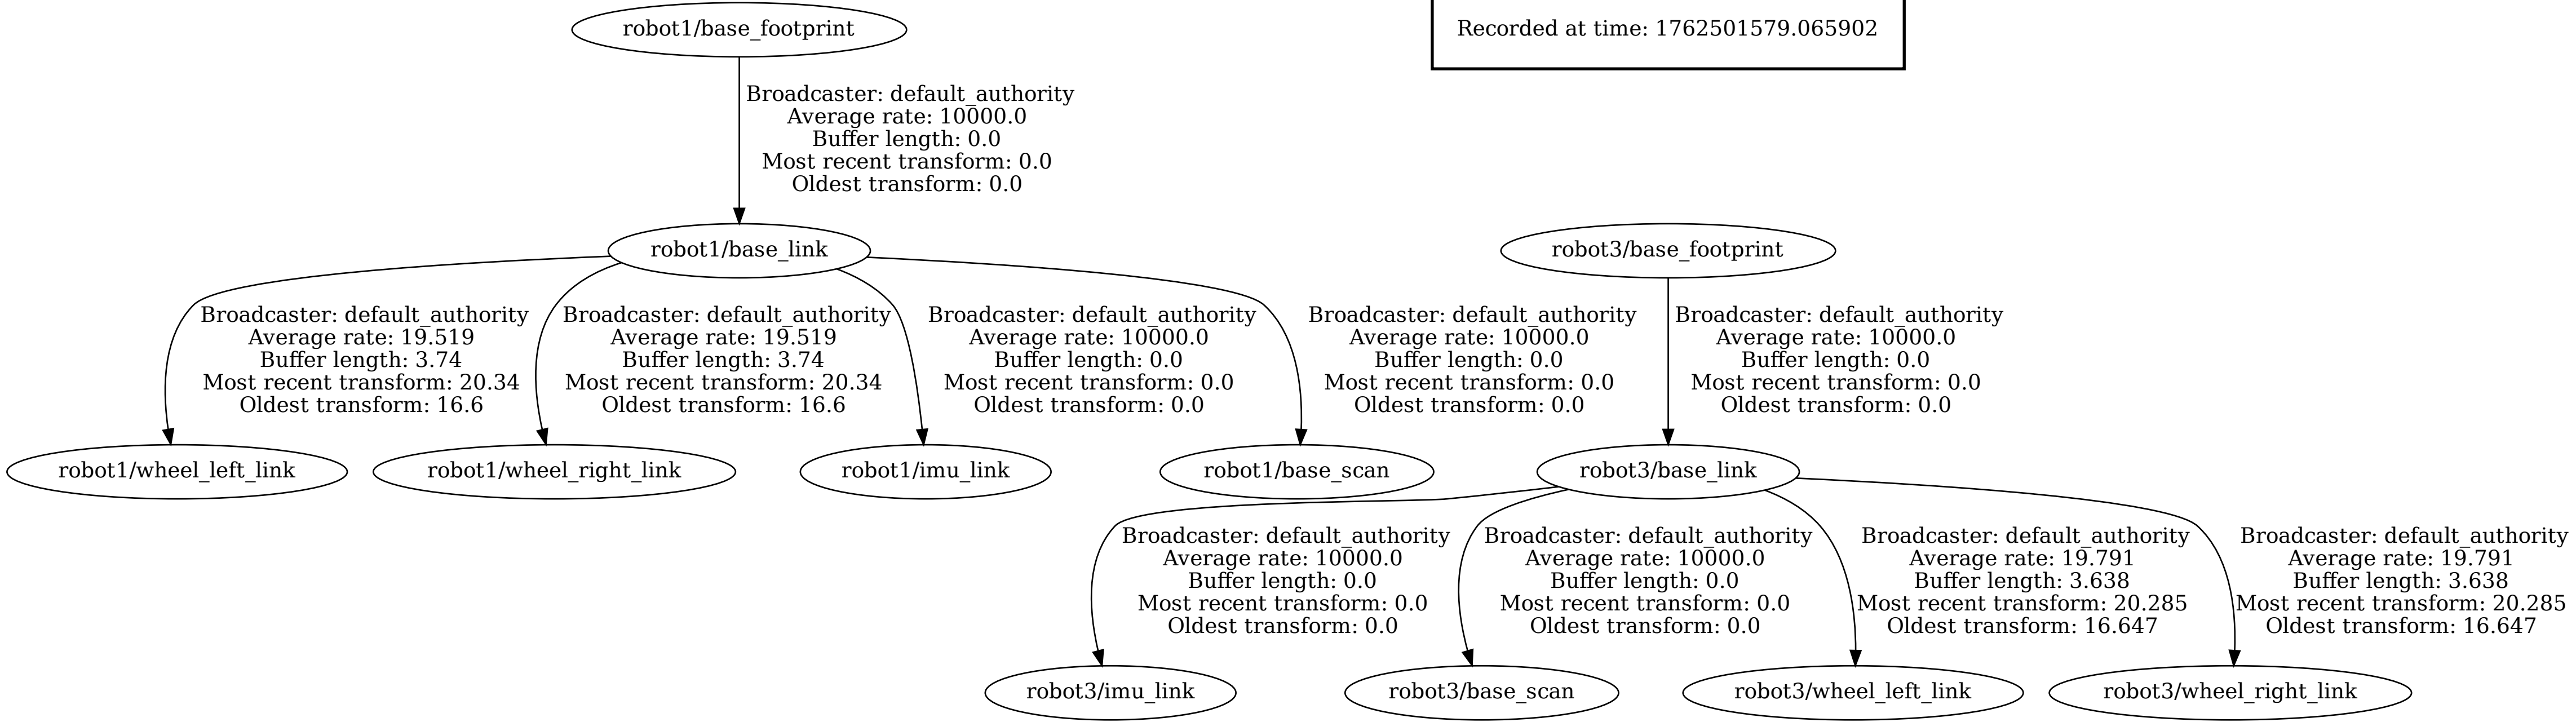 robot1/base_footprint
Recorded at time: 1762501579.065902
Broadcaster: default_authority
Average rate: 10000.0
Buffer length: 0.0
Most recent transform: 0.0
Oldest transform: 0.0
robot1/base_link
robot3/base_footprint
Broadcaster: default_authority
Average rate: 19.519
Buffer length: 3.74
Most recent transform: 20.34
Oldest transform: 16.6
Broadcaster: default_authority
Average rate: 19.519
Buffer length: 3.74
Most recent transform: 20.34
Oldest transform: 16.6
Broadcaster: default_authority
Average rate: 10000.0
Buffer length: 0.0
Most recent transform: 0.0
Oldest transform: 0.0
Broadcaster: default_authority
Average rate: 10000.0
Buffer length: 0.0
Most recent transform: 0.0
Oldest transform: 0.0
Broadcaster: default_authority
Average rate: 10000.0
Buffer length: 0.0
Most recent transform: 0.0
Oldest transform: 0.0
robot1/wheel_left_link
robot1/wheel_right_link
robot1/imu_link
robot1/base_scan
robot3/base_link
Broadcaster: default_authority
Average rate: 10000.0
Buffer length: 0.0
Most recent transform: 0.0
Oldest transform: 0.0
Broadcaster: default_authority
Average rate: 10000.0
Buffer length: 0.0
Most recent transform: 0.0
Oldest transform: 0.0
Broadcaster: default_authority
Average rate: 19.791
Buffer length: 3.638
Most recent transform: 20.285
Oldest transform: 16.647
Broadcaster: default_authority
Average rate: 19.791
Buffer length: 3.638
Most recent transform: 20.285
Oldest transform: 16.647
robot3/imu_link
robot3/base_scan
robot3/wheel_left_link
robot3/wheel_right_link